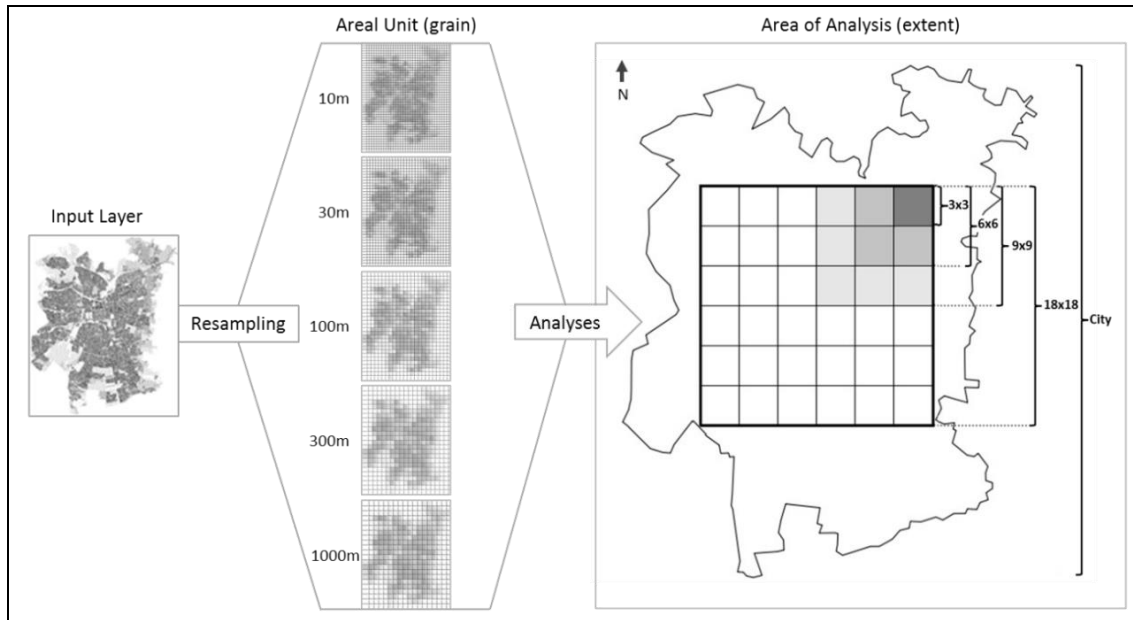 Areal Unit (grain)
Area of Analysis (extent)
Input Layer
Resampling
10m
30m
100m
300m
1000m
Analyses
N
3x3
6x6
9x9
18x18
City